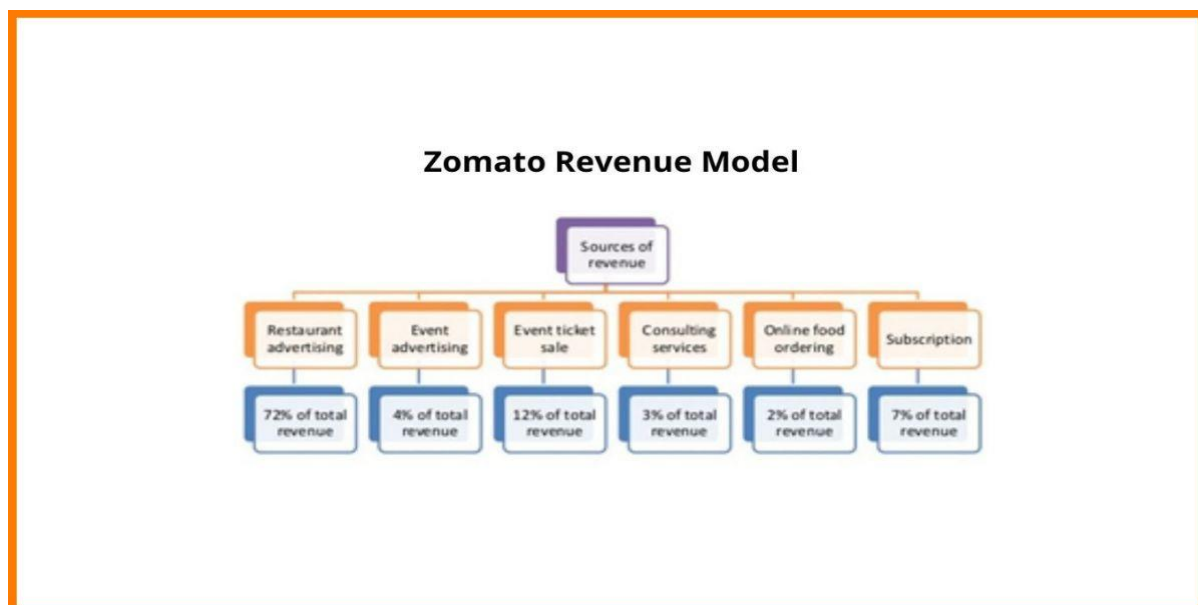 Zomato Revenue Model
Sources of
revenue
Restaurant
advertising
Event
advertising
Event ticket
sale
Consulting
services
Online food
ordering
Subscription
72% of total
revenue
4% of total
revenue
12% of total
revenue
3% of total
revenue
2% of total
revenue
7% of total
revenue